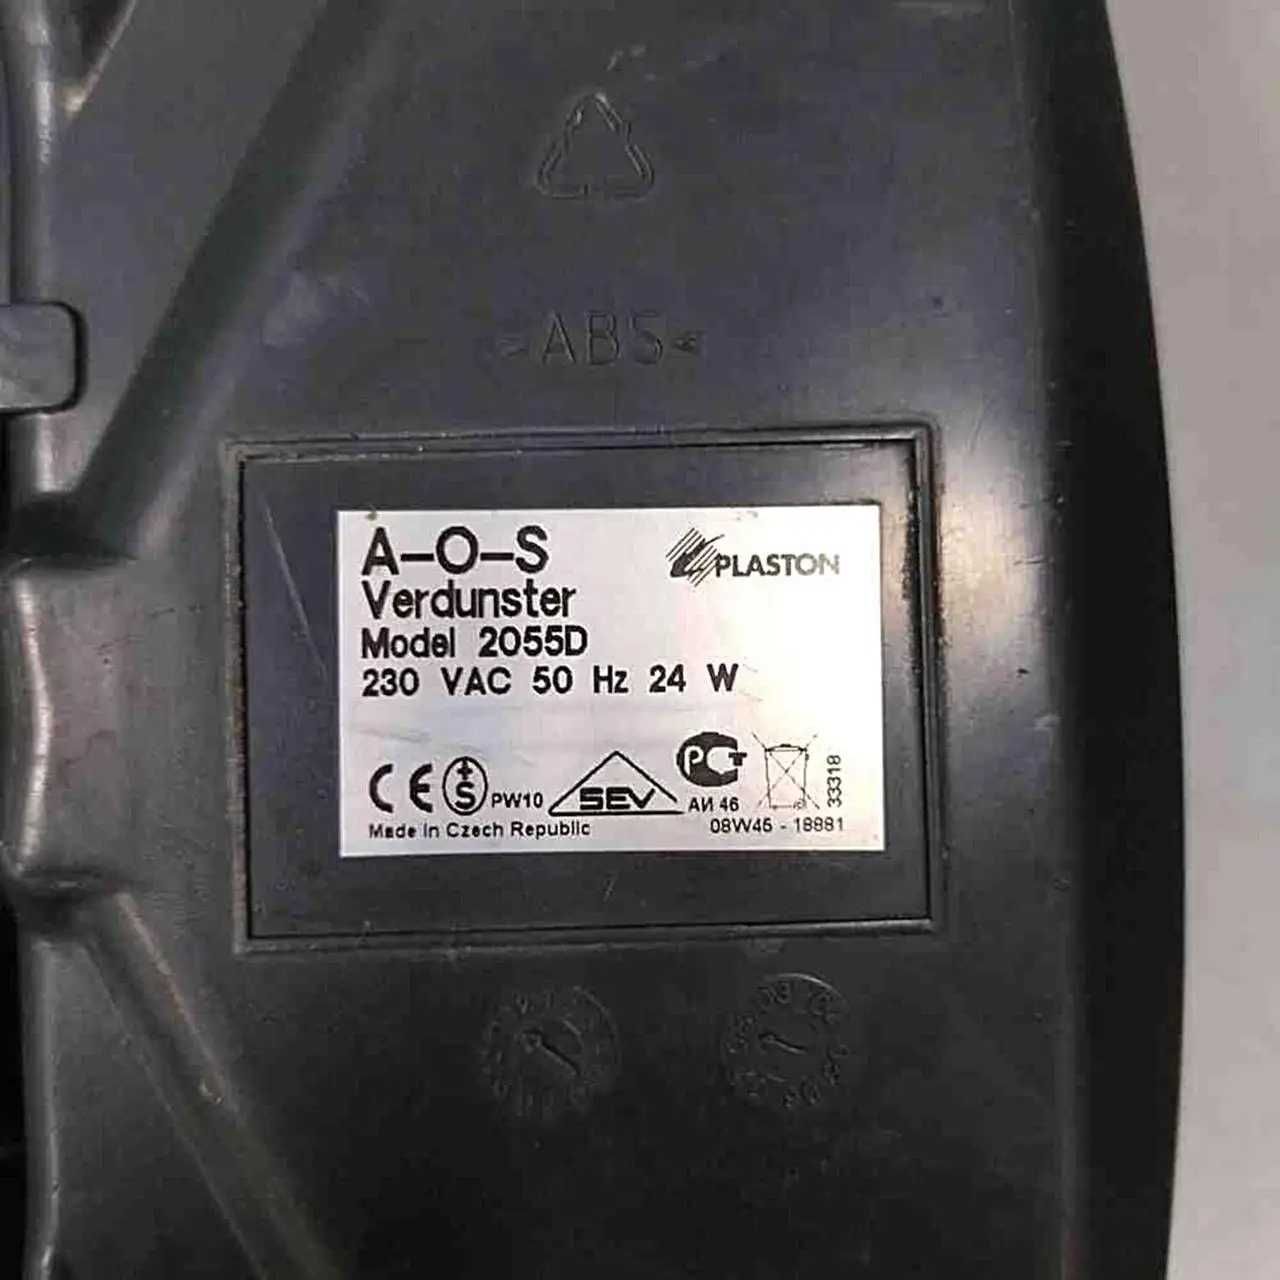 >ABS<
A-O-S
PLASTON
Verdunster
Model 2055D
230 VAC 50 Hz 24 W
CE +S PW10 SEV PCT
АИ 46
33318
Made in Czech Republic
08W45 - 18881